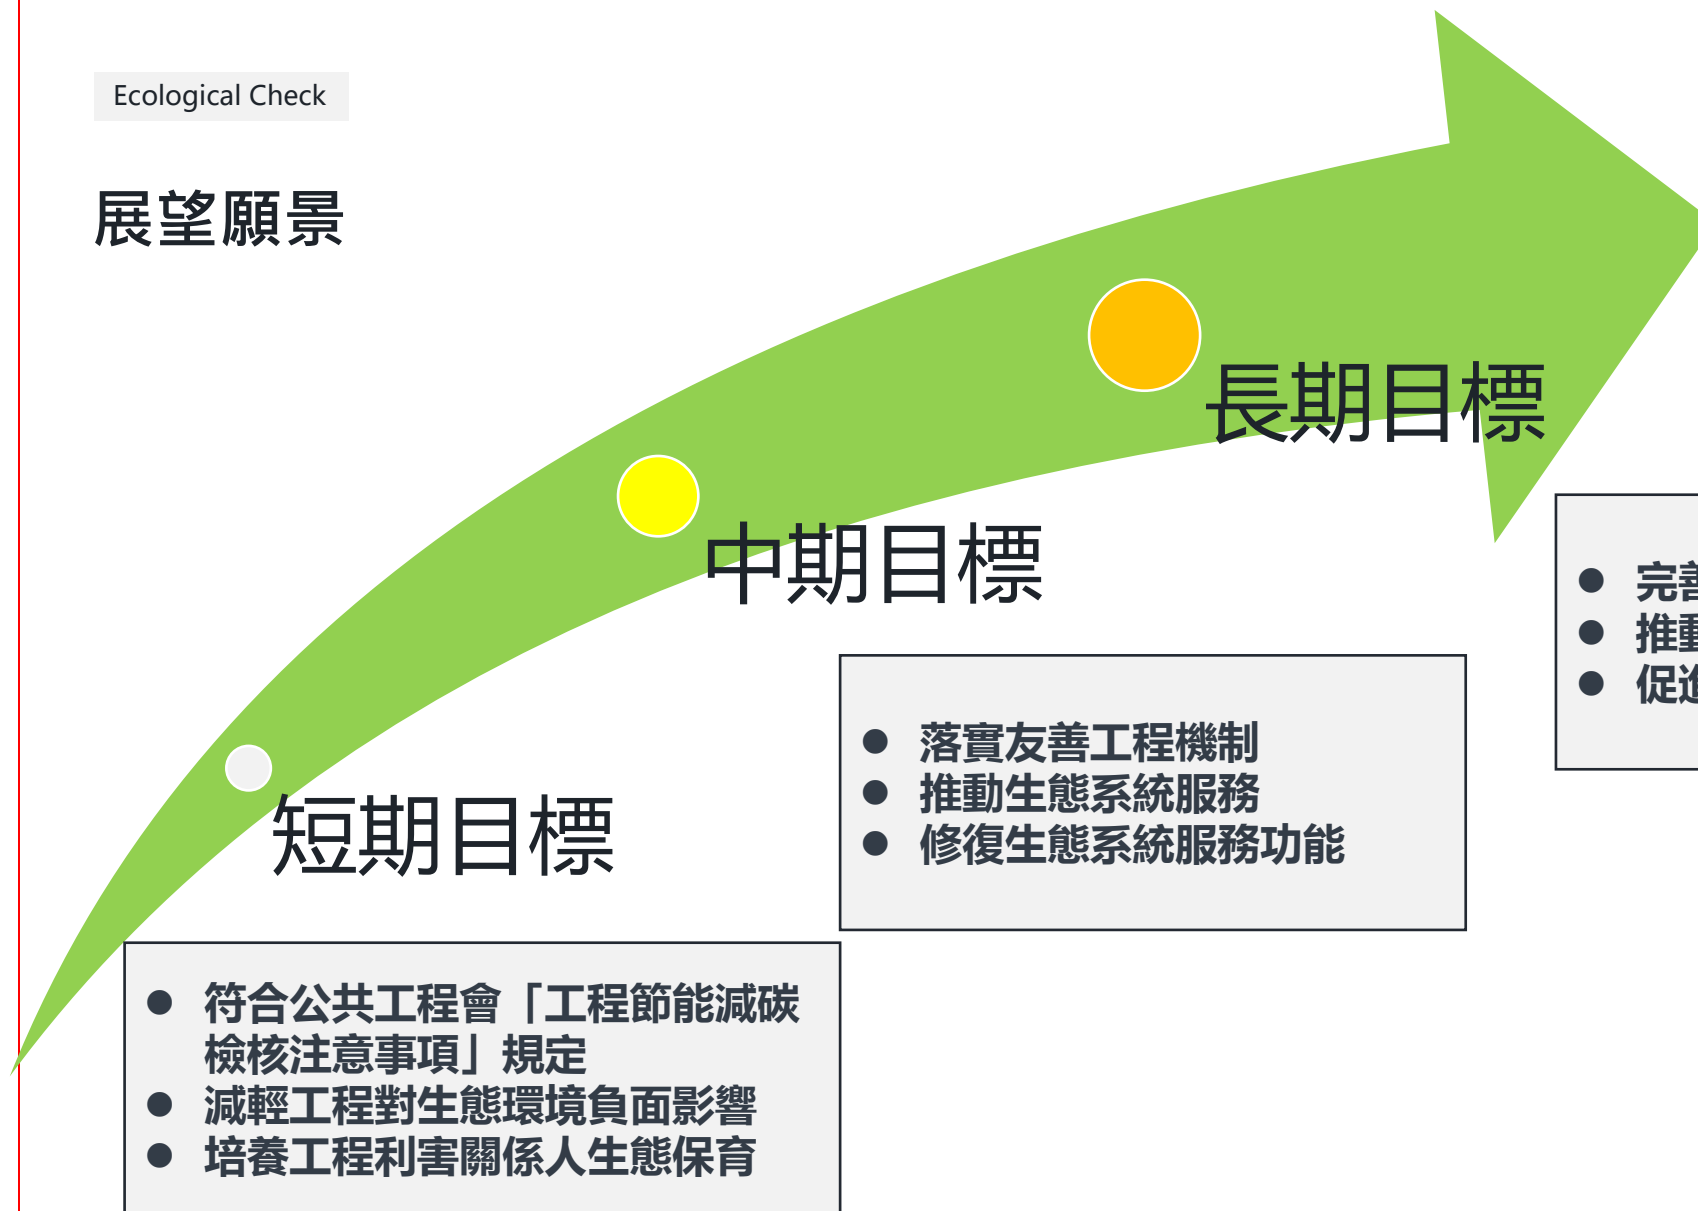 Ecological Check
展望願景
長期目標
中期目標
短期目標
● 完
● 推
● 促
● 落實友善工程機制
● 推動生態系統服務
● 修復生態系統服務功能
● 符合公共工程會「工程節能減碳
檢核注意事項」規定
● 減輕工程對生態環境負面影響
● 培養工程利害關係人生態保育